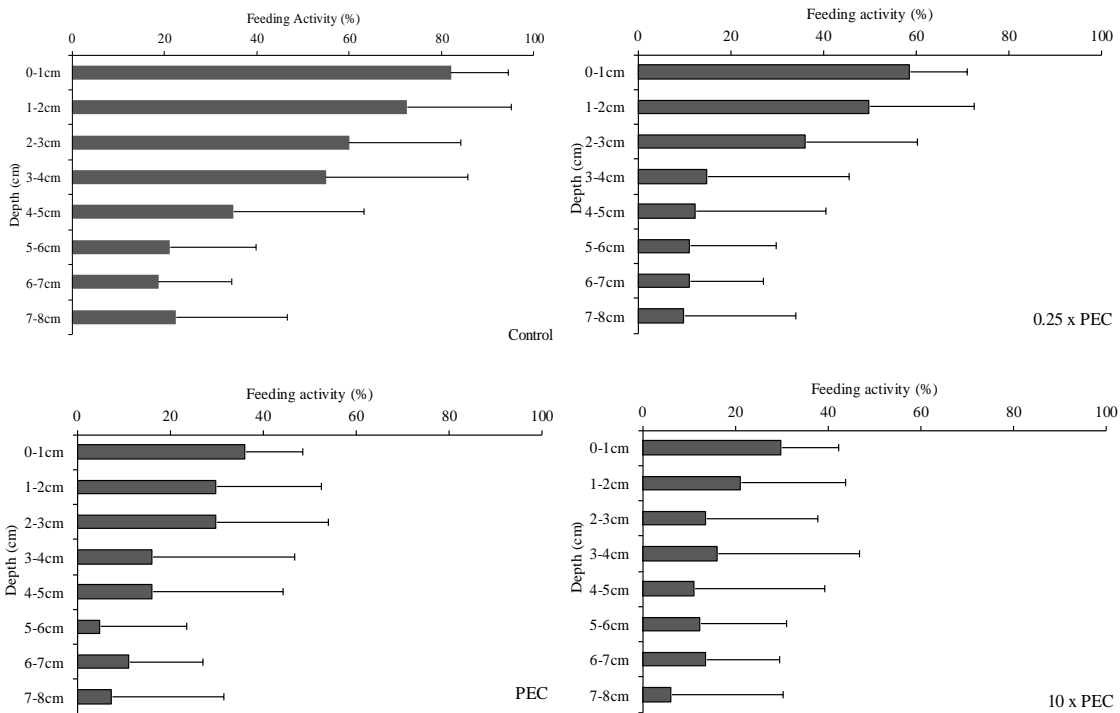 Feeding Activity (%)
0 20 40 60 80 100
Depth (cm)
0-1cm
1-2cm
2-3cm
3-4cm
4-5cm
5-6cm
6-7cm
7-8cm
Control
Feeding activity (%)
0 20 40 60 80 100
Depth (cm)
0-1cm
1-2cm
2-3cm
3-4cm
4-5cm
5-6cm
6-7cm
7-8cm
0.25 x PEC
Feeding activity (%)
0 20 40 60 80 100
Depth (cm)
0-1cm
1-2cm
2-3cm
3-4cm
4-5cm
5-6cm
6-7cm
7-8cm
PEC
Feeding activity (%)
0 20 40 60 80 100
Depth (cm)
0-1cm
1-2cm
2-3cm
3-4cm
4-5cm
5-6cm
6-7cm
7-8cm
10 x PEC